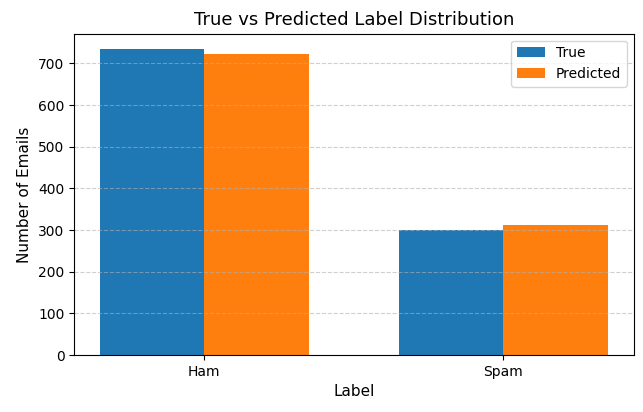 True vs Predicted Label Distribution
True
Predicted
Number of Emails
700
600
500
400
300
200
100
0
Ham
Spam
Label